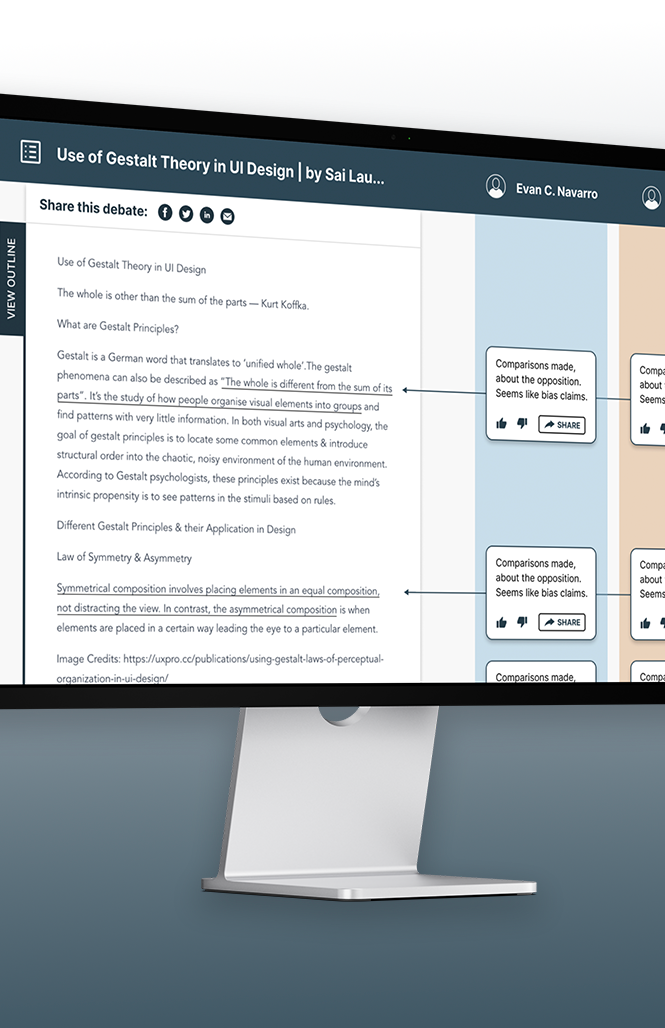 Use of Gestalt Theory in UI Design | by Sai Lau...
Evan C. Navarro
Share this debate:
VIEW OUTLINE
Use of Gestalt Theory in UI Design
The whole is other than the sum of the parts — Kurt Koffka.
What are Gestalt Principles?
Gestalt is a German word that translates to ‘unified whole’.The gestalt
phenomena can also be described as “The whole is different from the sum of its
parts”. It’s the study of how people organise visual elements into groups and
find patterns with very little information. In both visual arts and psychology, the
goal of gestalt principles is to locate some common elements & introduce
structural order into the chaotic, noisy environment of the human environment.
According to Gestalt psychologists, these principles exist because the mind’s
intrinsic propensity is to see patterns in the stimuli based on rules.
Different Gestalt Principles & their Application in Design
Law of Symmetry & Asymmetry
Symmetrical composition involves placing elements in an equal composition,
not distracting the view. In contrast, the asymmetrical composition is when
elements are placed in a certain way leading the eye to a particular element.
Image Credits: https://uxpro.cc/publications/using-gestalt-laws-of-perceptual-
organization-in-ui-design/
Comparisons made,
about the opposition.
Seems like bias claims.
SHARE
Compa
about
Seems
Comparisons made,
about the opposition.
Seems like bias claims.
SHARE
Compa
about
Seems
Comparisons made,
Compa